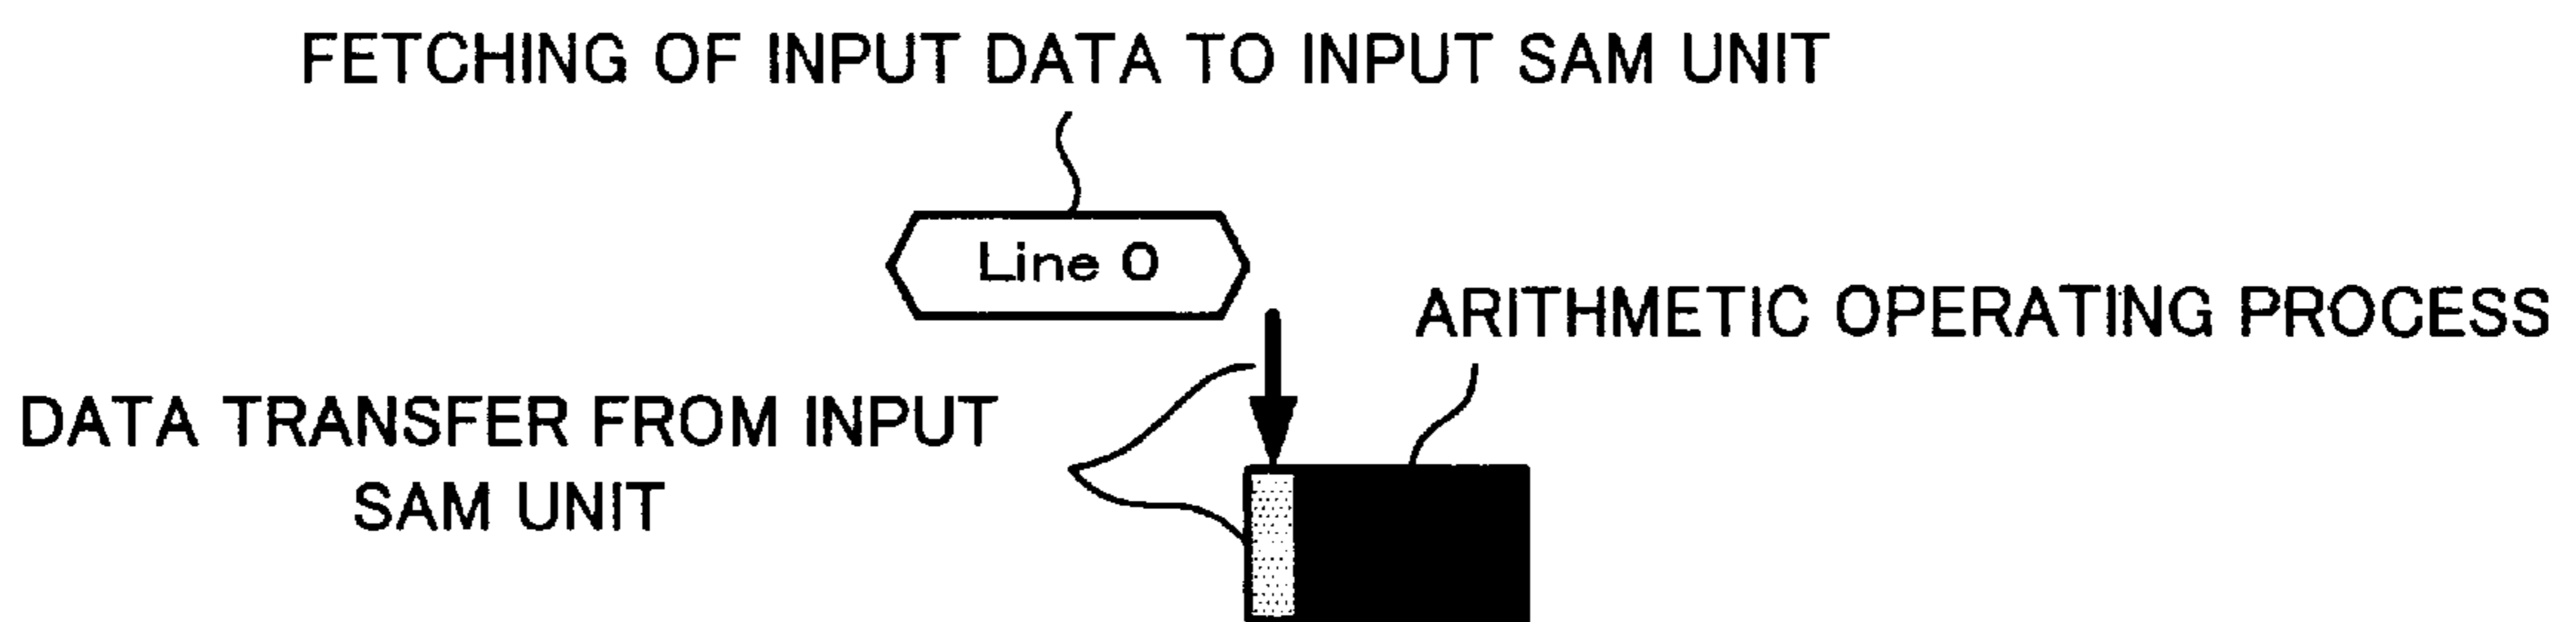 FETCHING OF INPUT DATA TO INPUT SAM UNIT
Line 0
ARITHMETIC OPERATING PROCESS
DATA TRANSFER FROM INPUT
SAM UNIT